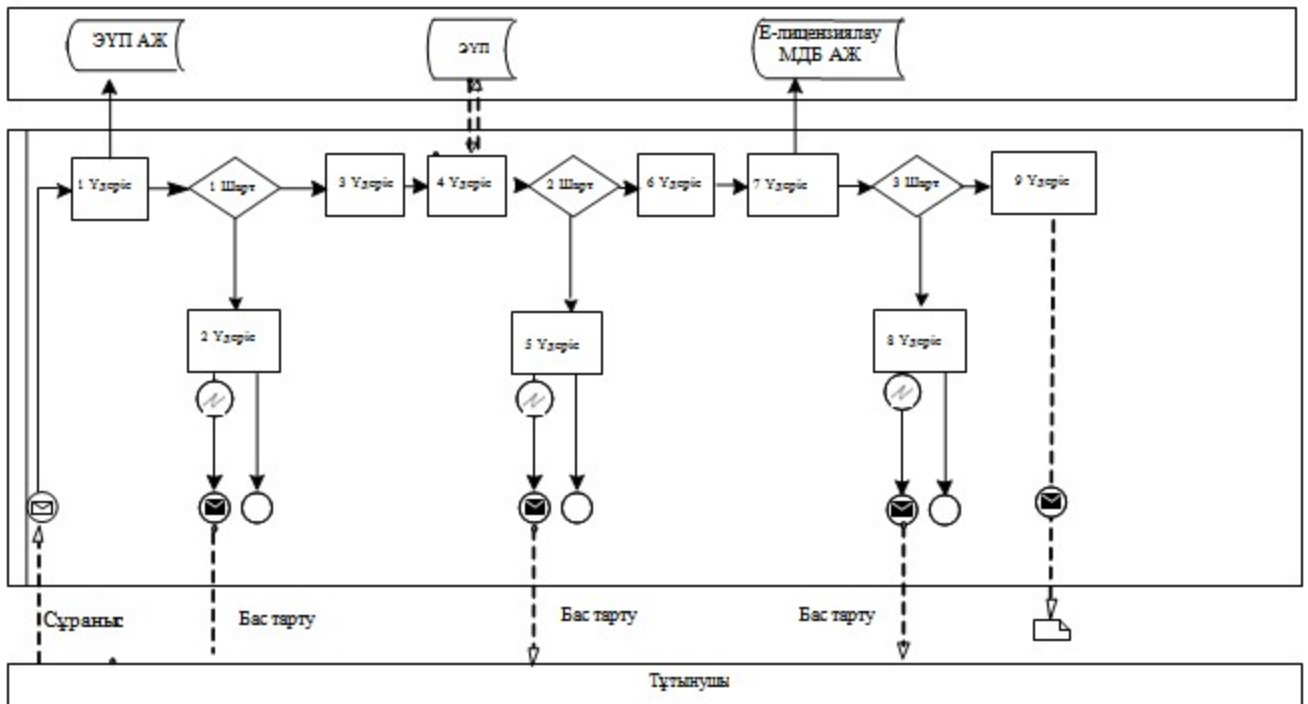 ЭҮП АЖ
ЭҮП
Е-лицензиялау
МДБ АЖ
1 Үдеріс
1 Шарт
3 Үдеріс
4 Үдеріс
2 Шарт
6 Үдеріс
7 Үдеріс
3 Шарт
9 Үдеріс
2 Үдеріс
5 Үдеріс
8 Үдеріс
Сұраныс
Бас тарту
Бас тарту
Бас тарту
Тұтынушы